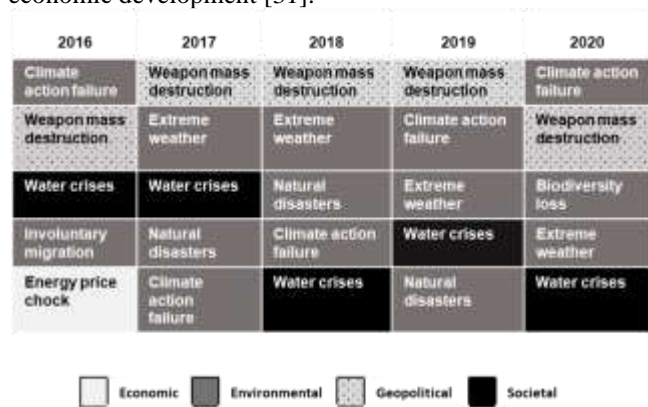 economic development [31].
2016 2017 2018 2019 2020
Climate action failure
Weapon mass destruction
Weapon mass destruction
Weapon mass destruction
Climate action failure
Weapon mass destruction
Extreme weather
Extreme weather
Climate action failure
Weapon mass destruction
Water crises
Water crises
Natural disasters
Extreme weather
Biodiversity loss
Involuntary migration
Natural disasters
Climate action failure
Water crises
Extreme weather
Energy price chock
Climate action failure
Water crises
Natural disasters
Water crises
Economic Environmental Geopolitical Societal